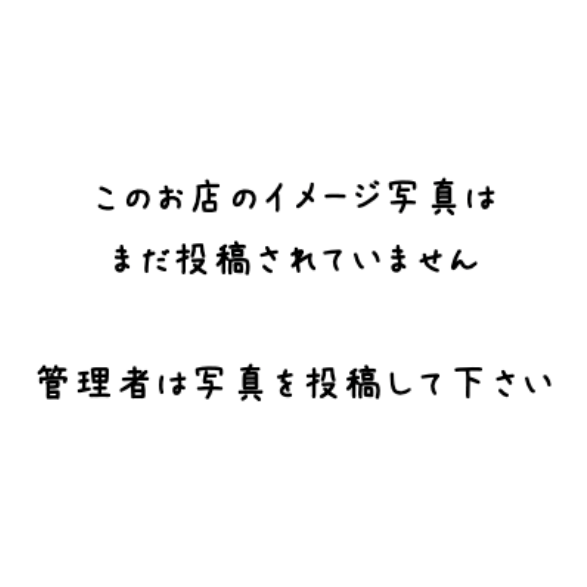 このお店のイメージ写真は
まだ投稿されていません
管理者は写真を投稿して下さい